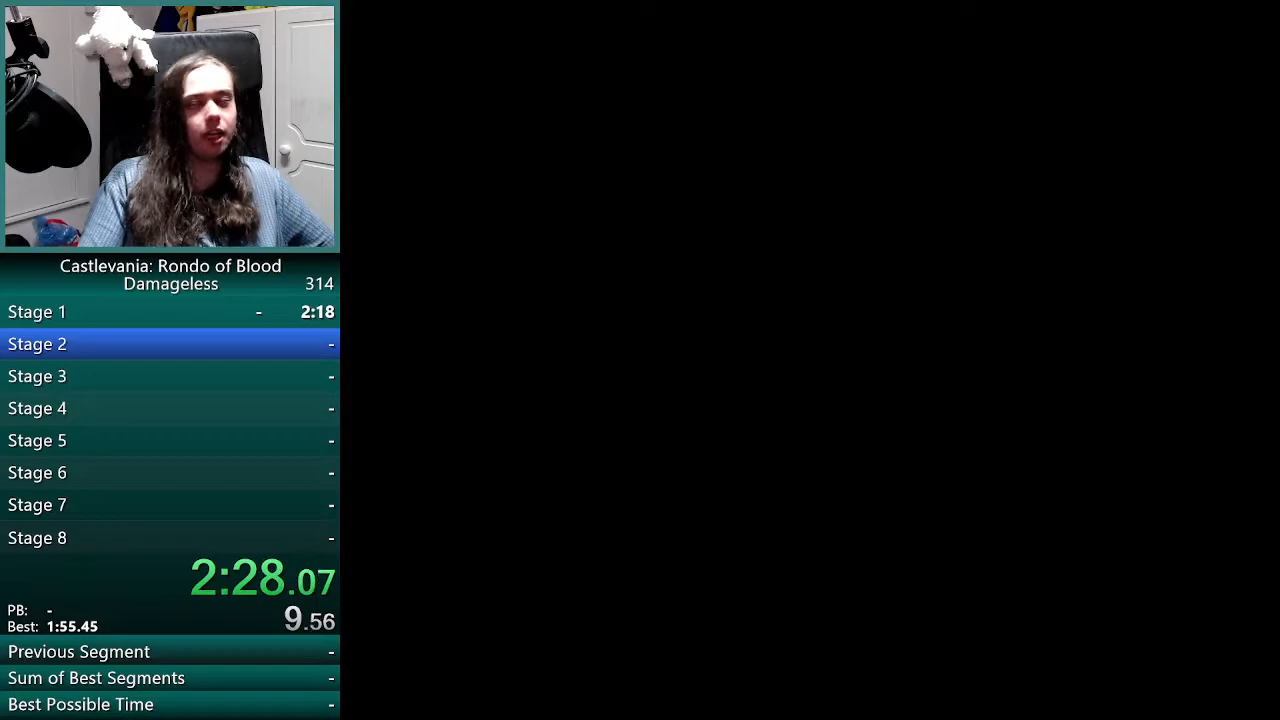 Castlevania: Rondo of Blood
Damageless 314
Stage 1 - 2:18
Stage 2 -
Stage 3 -
Stage 4 -
Stage 5 -
Stage 6 -
Stage 7 -
Stage 8 -
2:28.07
PB: -
9.56
Best: 1:55.45
Previous Segment -
Sum of Best Segments -
Best Possible Time -